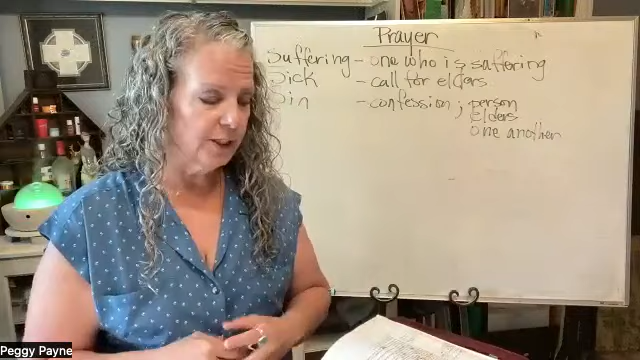 Prayer
Suffering - one who is suffering
Sick - call for elders
Sin - confession ; person
elders
one another
Peggy Payne